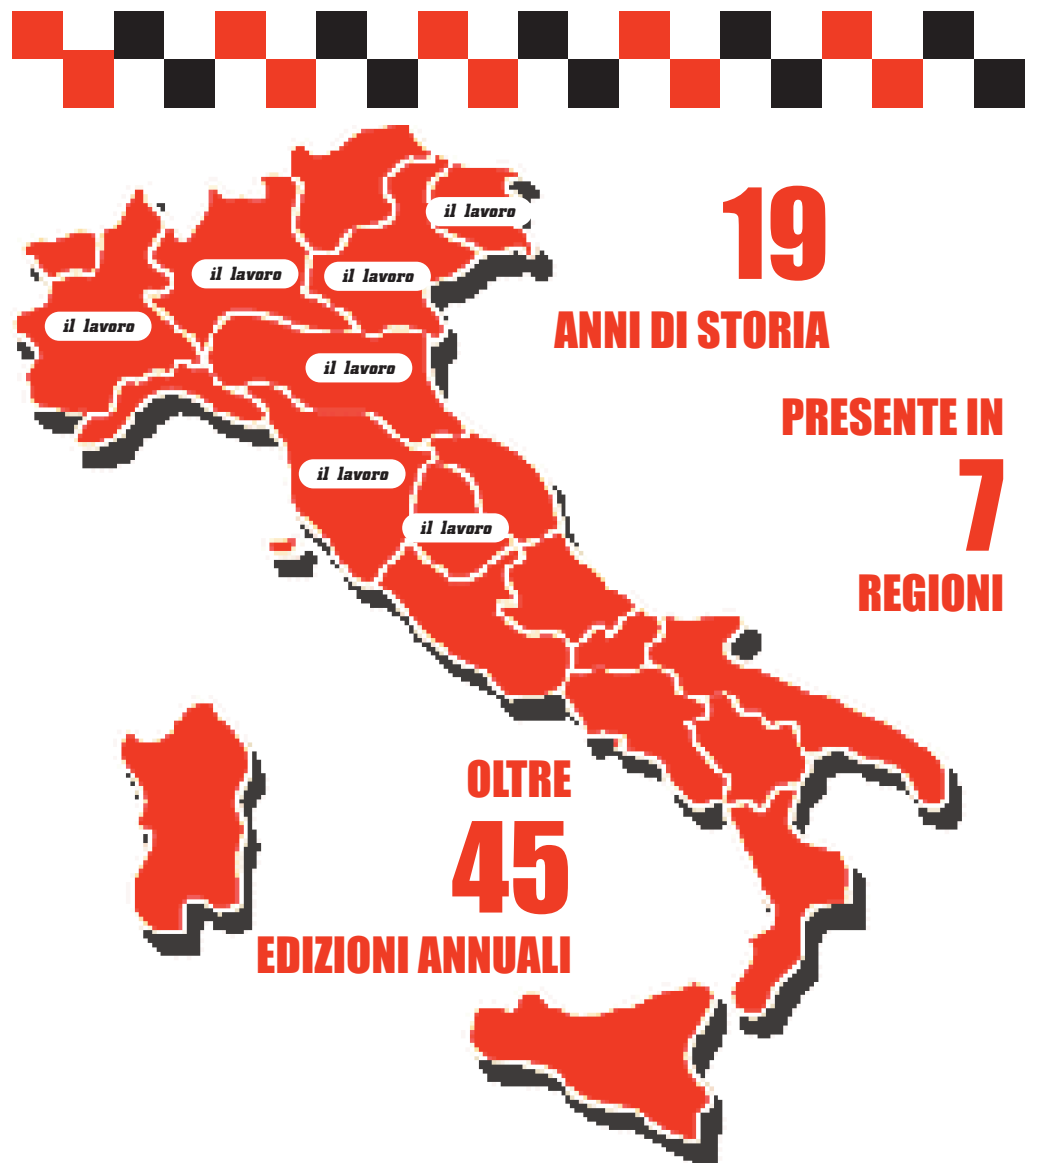 il lavoro
19
il lavoro
il lavoro
il lavoro
ANNI DI STORIA
il lavoro
PRESENTE IN
il lavoro
7
il lavoro
REGIONI
OLTRE
45
EDIZIONI ANNUALI